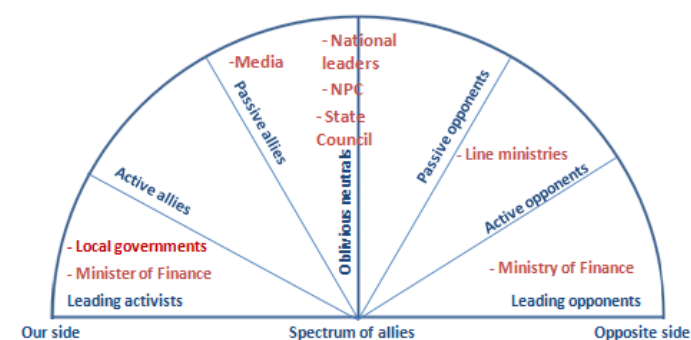 - National
leaders
-Media
- NPC
- State
Council
Passive allies
Passive opponents
- Line ministries
Oblivious neutrals
Active allies
Active opponents
- Local governments
- Minister of Finance
- Ministry of Finance
Leading activists
Leading opponents
Our side
Spectrum of allies
Opposite side